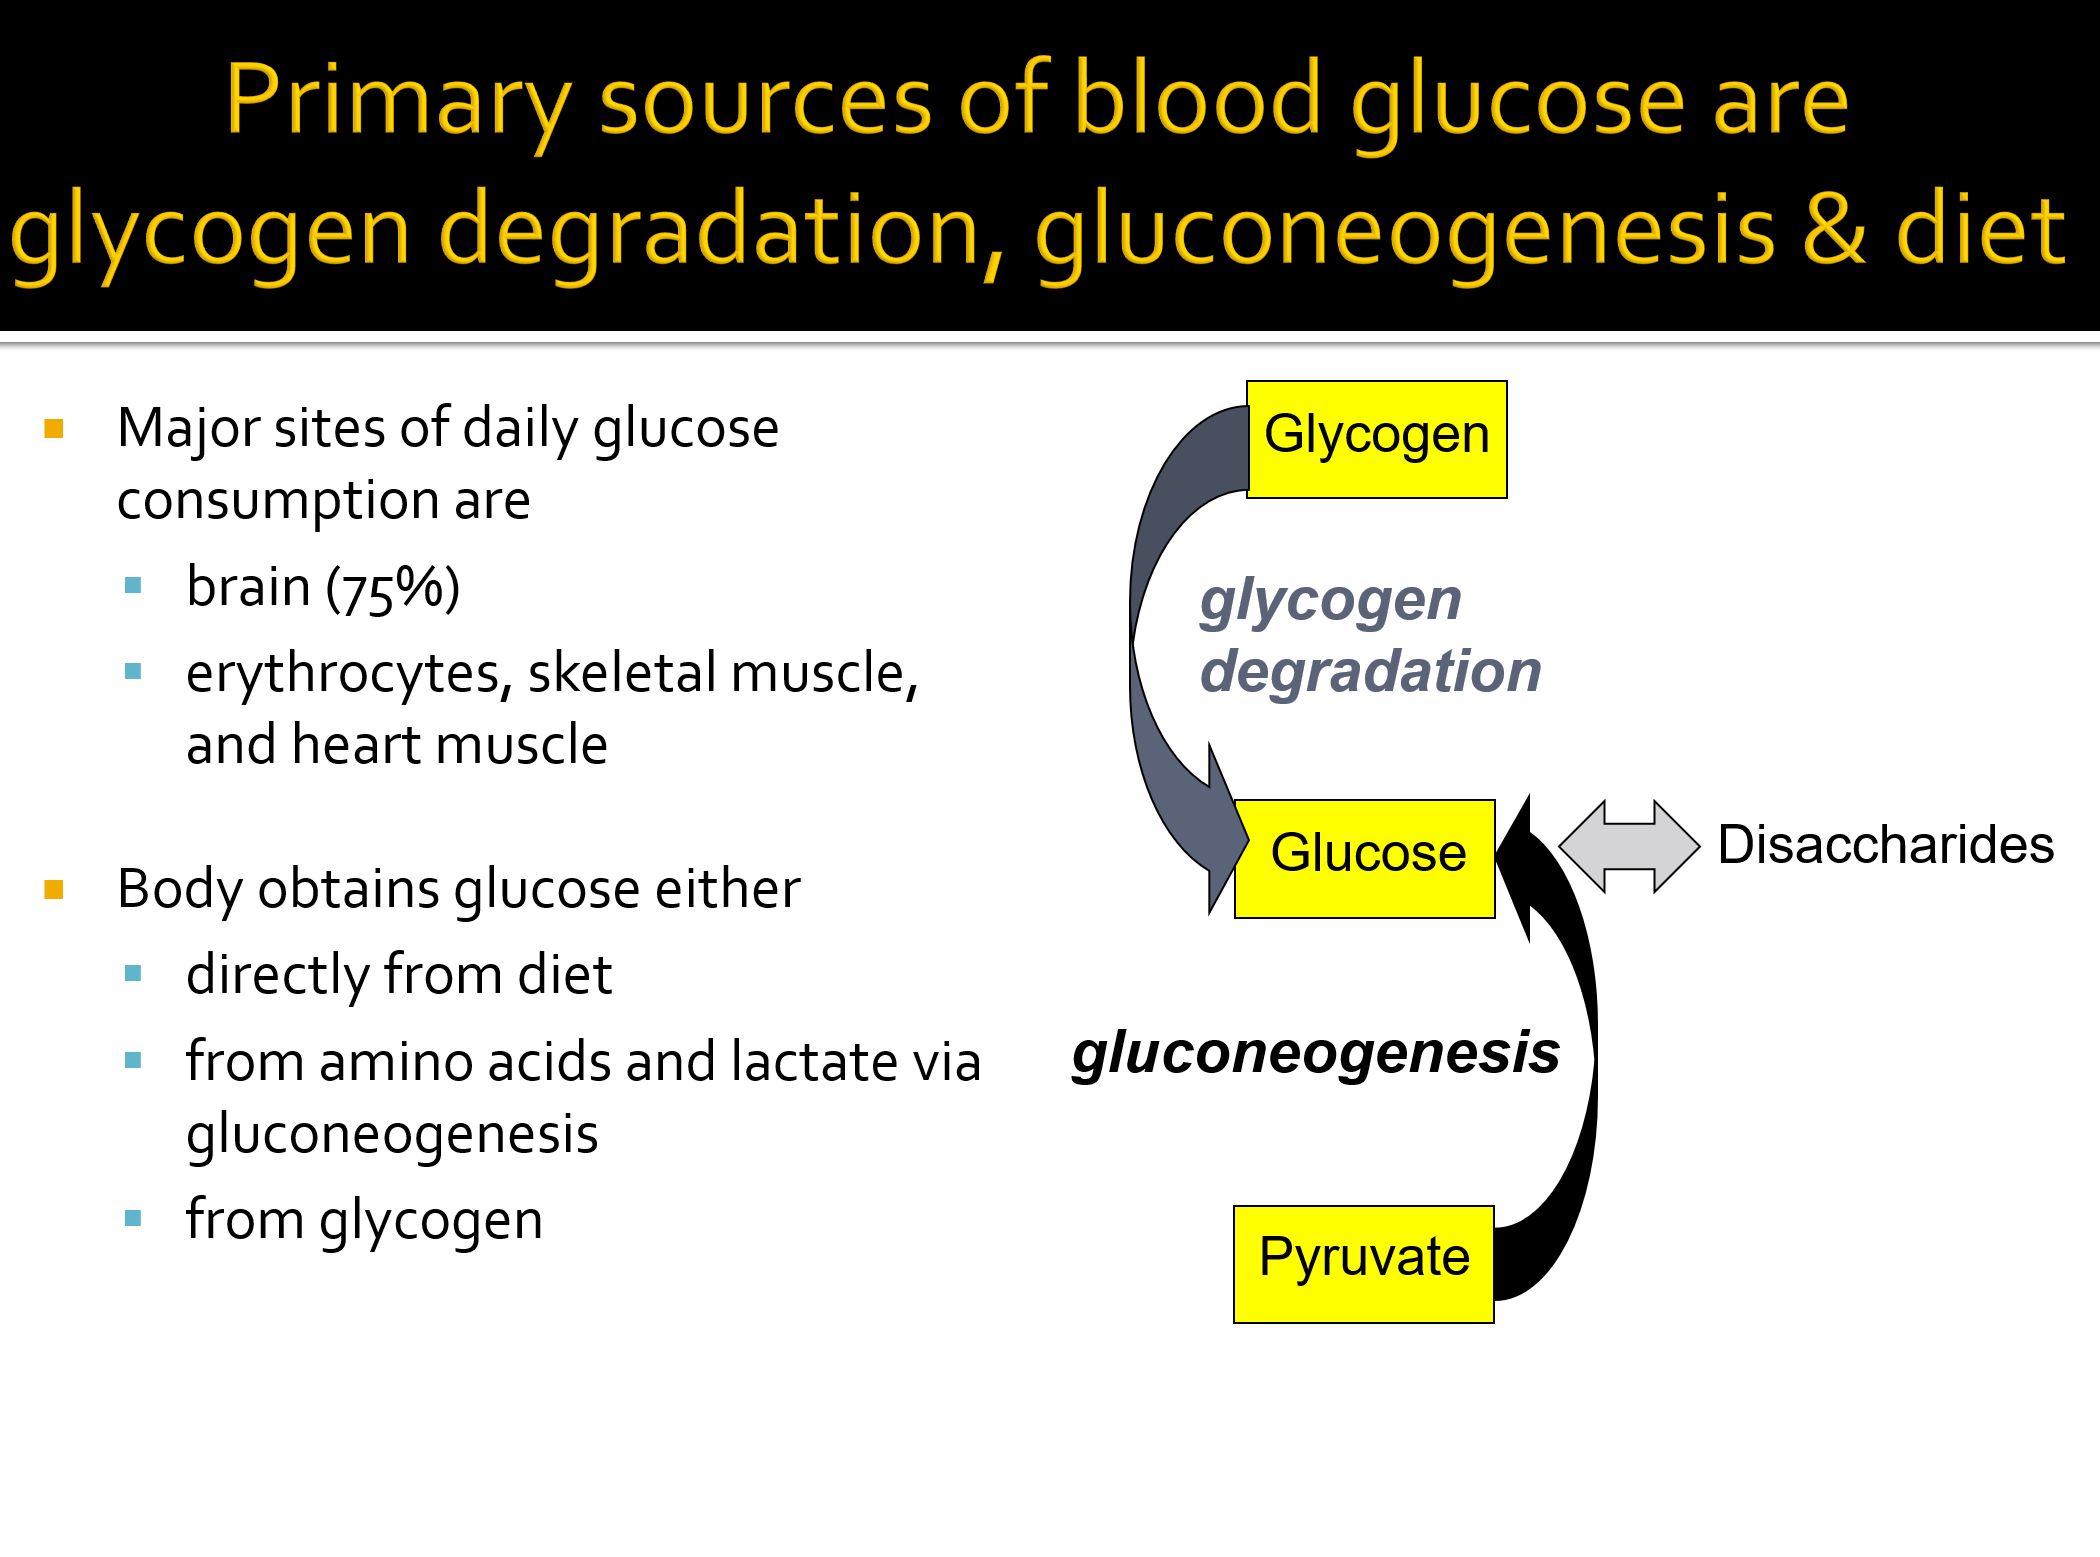 Primary sources of blood glucose are
glycogen degradation, gluconeogenesis & diet
Major sites of daily glucose
consumption are
brain (75%)
erythrocytes, skeletal muscle,
and heart muscle
Body obtains glucose either
directly from diet
from amino acids and lactate via
gluconeogenesis
from glycogen
Glycogen
glycogen
degradation
Glucose
Disaccharides
gluconeogenesis
Pyruvate